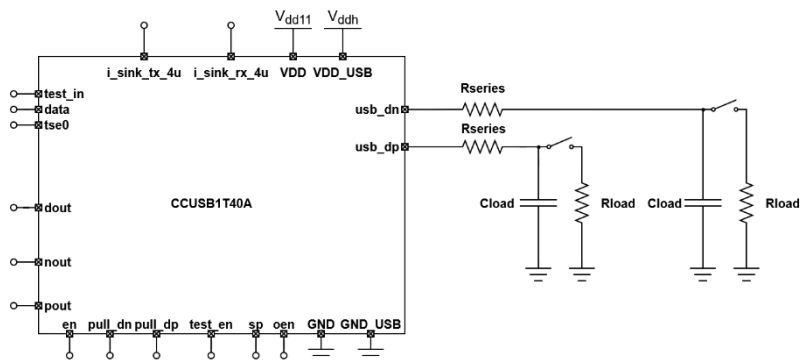 Vdd11 Vddh
i_sink_tx_4u i_sink_rx_4u VDD VDD_USB
test_in
data
tse0
usb_dn
Rseries
usb_dp
Rseries
dout
CCUSB1T40A
Cload Rload Cload Rload
nout
pout
en pull_dn pull_dp test_en sp oen GND GND_USB